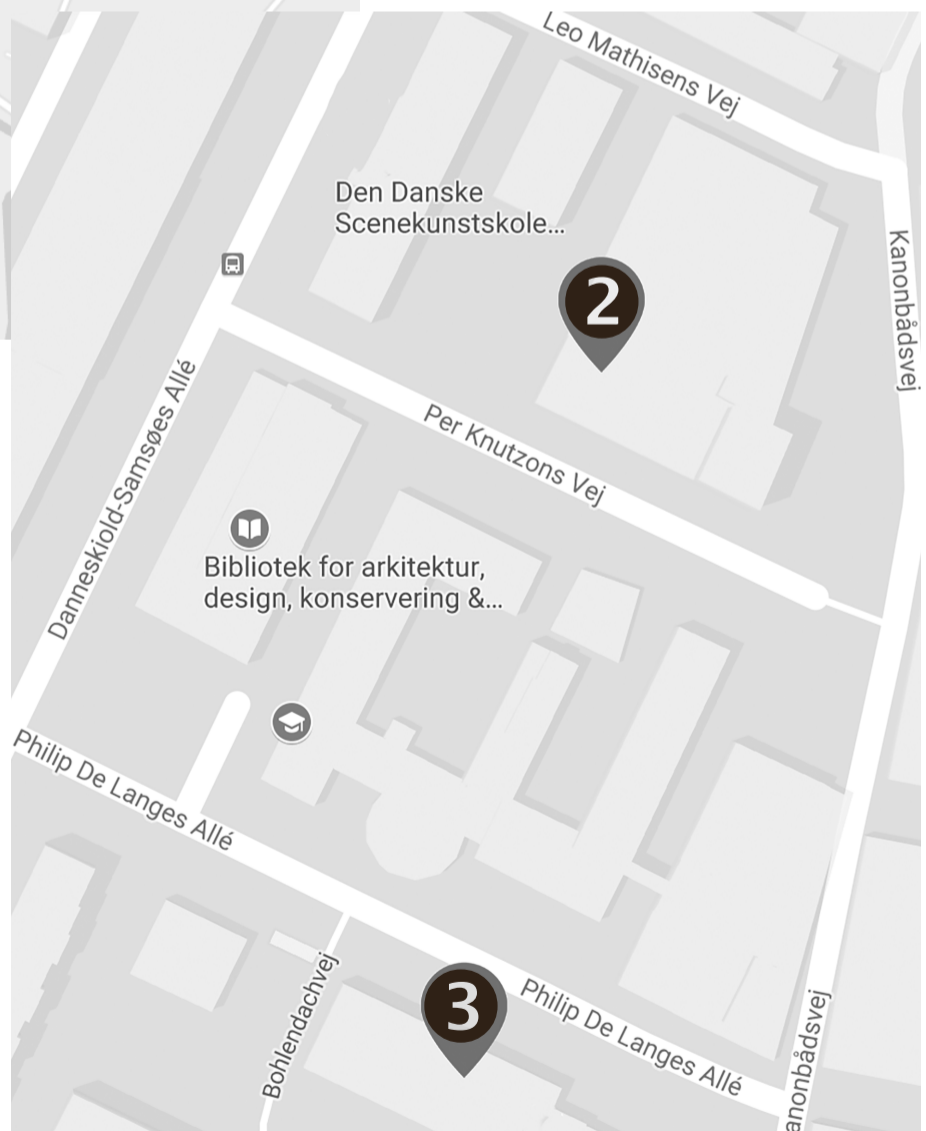 Leo Mathisens Vej
Den Danske
Scenekunstskole...
Kanonbådsvej
2
Danneskiold-Samsøes Allé
Per Knutzons Vej
Bibliotek for arkitektur,
design, konservering &...
Philip De Langes Allé
Bohlendachvej
3
Philip De Langes Allé
anonbådsvej